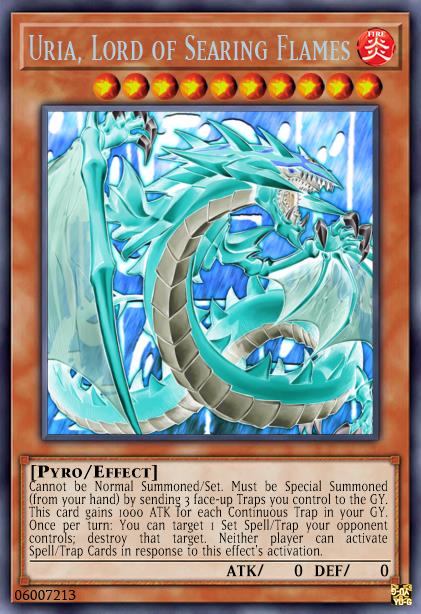 Uria, Lord of Searing Flames
FIRE
炎
[Pyro/Effect]
Cannot be Normal Summoned/Set. Must be Special Summoned
(from your hand) by sending 3 face-up Traps you control to the GY.
This card gains 1000 ATK for each Continuous Trap in your GY.
Once per turn: You can target 1 Set Spell/Trap your opponent
controls; destroy that target. Neither player can activate
Spell/Trap Cards in response to this effect's activation.
ATK/ 0 DEF/ 0
06007213